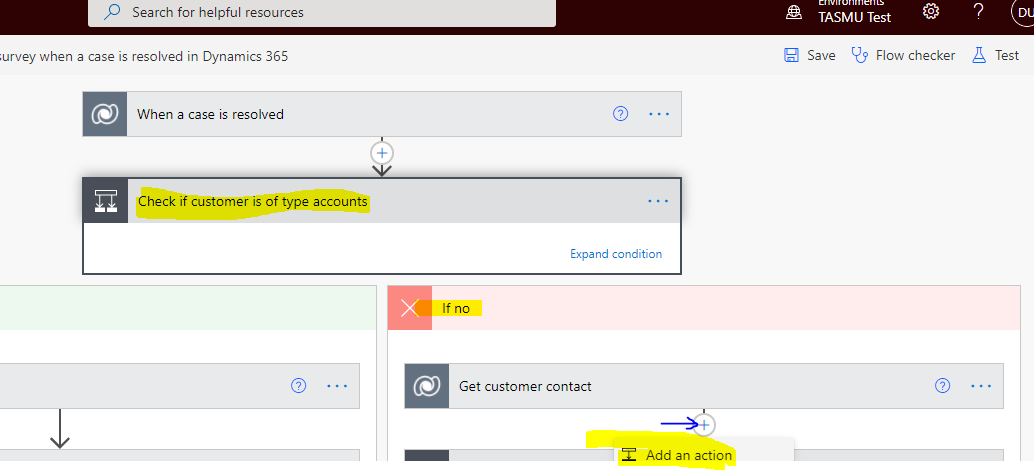 Search for helpful resources
Environments
TASMU Test
?
DU
survey when a case is resolved in Dynamics 365
Save
Flow checker
Test
When a case is resolved
?
Check if customer is of type accounts
Expand condition
If no
?
Get customer contact
?
Add an action